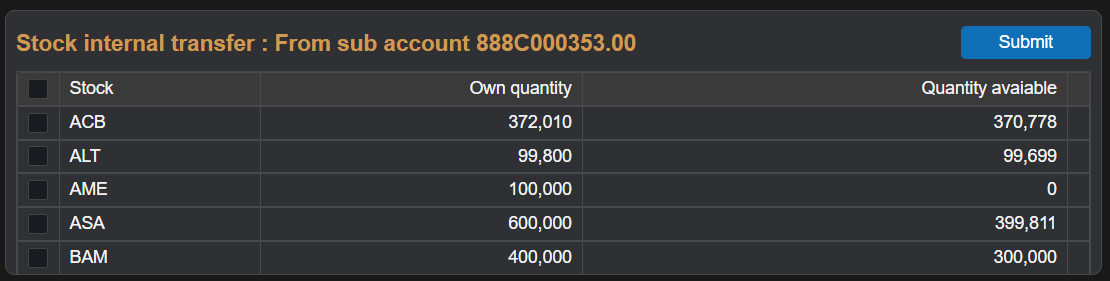 Stock internal transfer : From sub account 888C000353.00 Submit
Stock Own quantity Quantity avaiable
ACB 372,010 370,778
ALT 99,800 99,699
AME 100,000 0
ASA 600,000 399,811
BAM 400,000 300,000